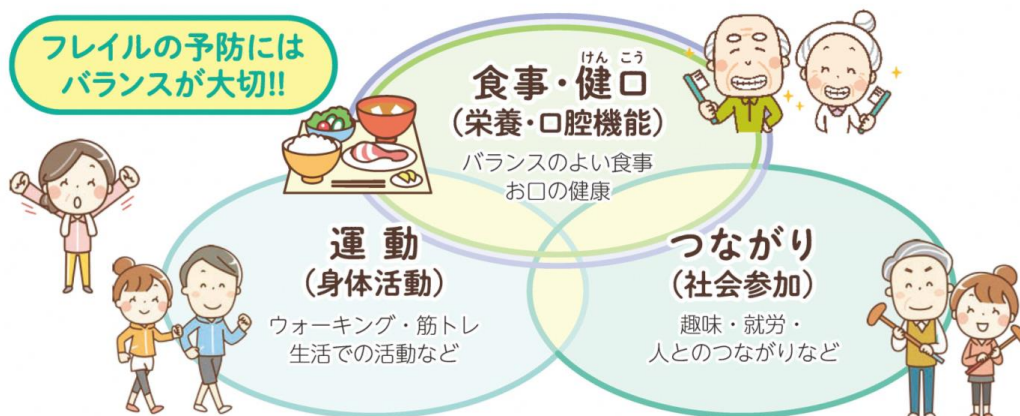 フレイルの予防には
バランスが大切!!
けん こう
食事・健口
(栄養・口腔機能)
バランスのよい食事
お口の健康
運動
(身体活動)
ウォーキング・筋トレ
生活での活動など
つながり
(社会参加)
趣味・就労・
人とのつながりなど